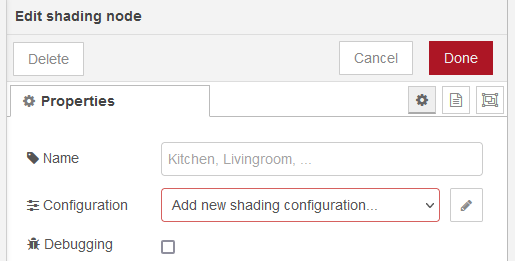 Edit shading node
Delete Cancel Done
Properties
Name Kitchen, Livingroom, ...
Configuration Add new shading configuration...
Debugging